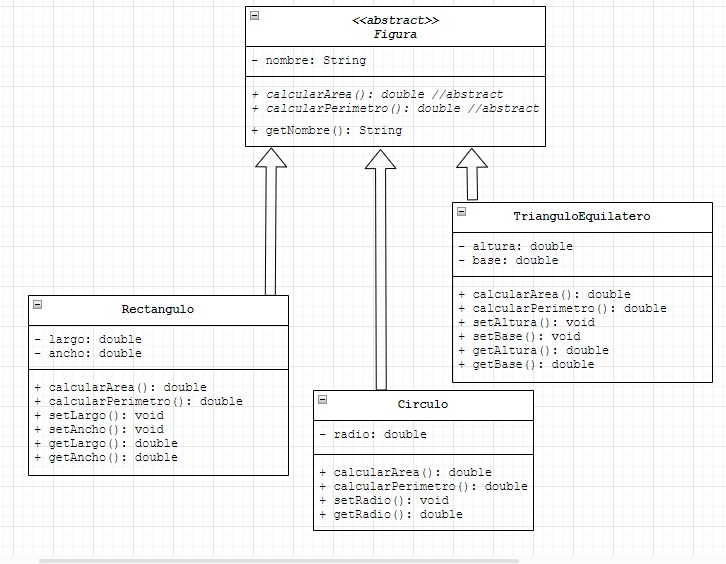 <<abstract>>
Figura
- nombre: String
+ calcularArea(): double //abstract
+ calcularPerimetro(): double //abstract
+ getNombre(): String
TrianguloEquilatero
- altura: double
- base: double
+ calcularArea(): double
+ calcularPerimetro(): double
+ setAltura(): void
+ setBase(): void
+ getAltura(): double
+ getBase(): double
Rectangulo
- largo: double
- ancho: double
+ calcularArea(): double
+ calcularPerimetro(): double
+ setLargo(): void
+ setAncho(): void
+ getLargo(): double
+ getAncho(): double
Circulo
- radio: double
+ calcularArea(): double
+ calcularPerimetro(): double
+ setRadio(): void
+ getRadio(): double